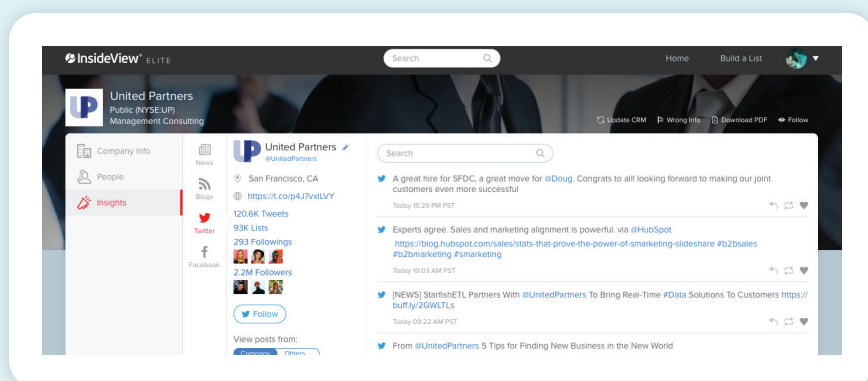 InsideView® ELITE
Search
Home
Build a List
UP
United Partners
Public (NYSE:UP)
Management Consulting
Update CRM
Wrong Info
Download PDF
Follow
Company Info
People
Insights
News
Blogs
Twitter
Facebook
UP
United Partners
@UnitedPartners
San Francisco, CA
https://t.co/p4J7vxlLVY
120.6K Tweets
93K Lists
293 Followings
2.2M Followers
Follow
View posts from:
Company Others
Search
A great hire for SFDC, a great move for @Doug. Congrats to all! looking forward to making our joint
customers even more successful
Today 15:29 PM PST
Experts agree. Sales and marketing alignment is powerful. via @HubSpot
https://blog.hubspot.com/sales/stats-that-prove-the-power-of-smarketing-slideshare #b2bsales
#b2bmarketing #smarketing
Today 10:03 AM PST
[NEWS] StarfishETL Partners With @UnitedPartners To Bring Real-Time #Data Solutions To Customers https://
buff.ly/2GWLTLs
Today 09:22 AM PST
From @UnitedPartners 5 Tips for Finding New Business in the New World